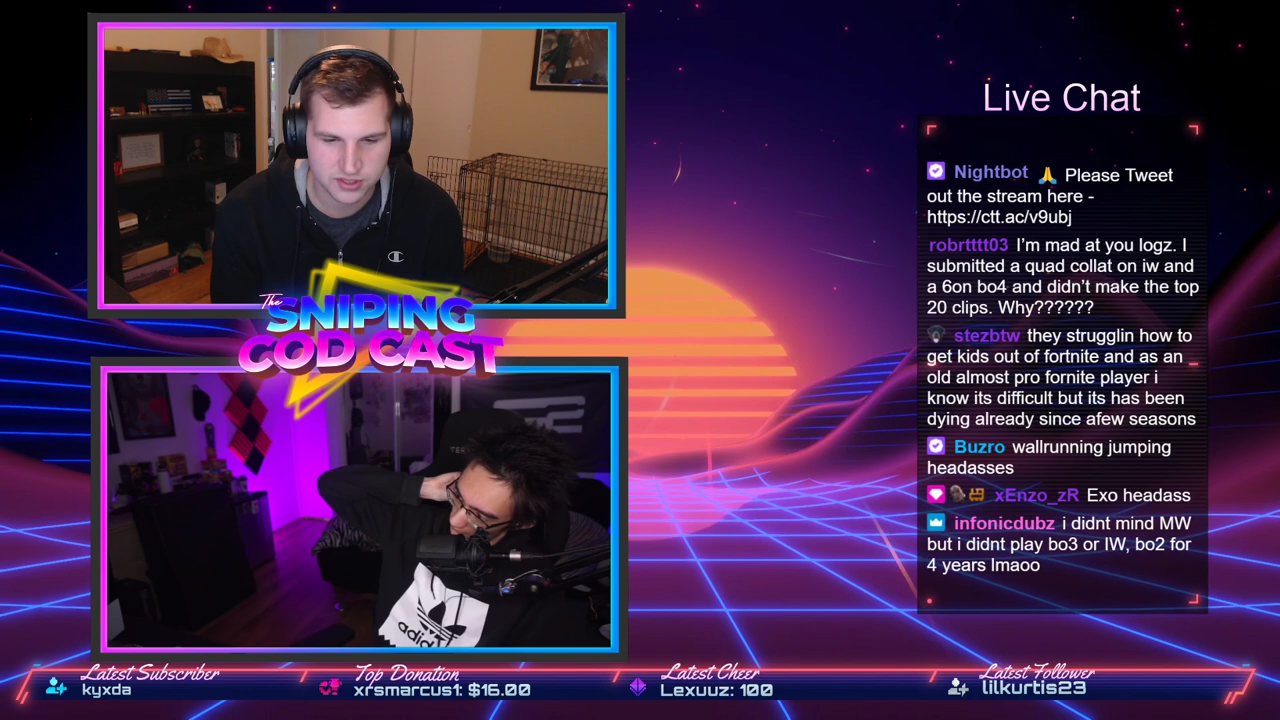 Live Chat
Nightbot 🙏 Please Tweet
out the stream here -
https://ctt.ac/v9ubj
robrtttt03 I'm mad at you logz. I
submitted a quad collat on iw and
a 6on bo4 and didn't make the top
20 clips. Why??????
stezbtw they strugglin how to
get kids out of fortnite and as an
old almost pro fornite player i
know its difficult but its has been
dying already since afew seasons
Buzro wallrunning jumping
headasses
xEnzo_zR Exo headass
infonicdubz i didnt mind MW
but i didnt play bo3 or IW, bo2 for
4 years lmaoo
The
SNIPING
COD CAST
adidas
Latest Subscriber
kyxda
Top Donation
xrsmarcus1: $16.00
Latest Cheer
Lexuuz: 100
Latest Follower
lilkurtis23